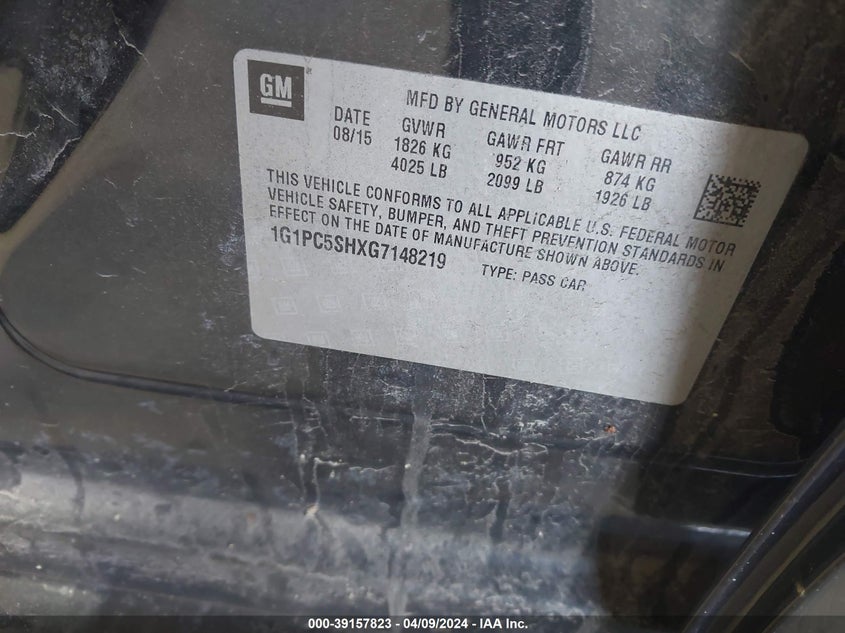 GM
MFD BY GENERAL MOTORS LLC
DATE GVWR GAWR FRT GAWR RR
08/15 1826 KG 952 KG 874 KG
4025 LB 2099 LB 1926 LB
THIS VEHICLE CONFORMS TO ALL APPLICABLE U.S. FEDERAL MOTOR
VEHICLE SAFETY, BUMPER, AND THEFT PREVENTION STANDARDS IN
EFFECT ON THE DATE OF MANUFACTURE SHOWN ABOVE.
1G1PC5SHXG7148219 TYPE: PASS CAR
000-39157823 - 04/09/2024 - IAA Inc.